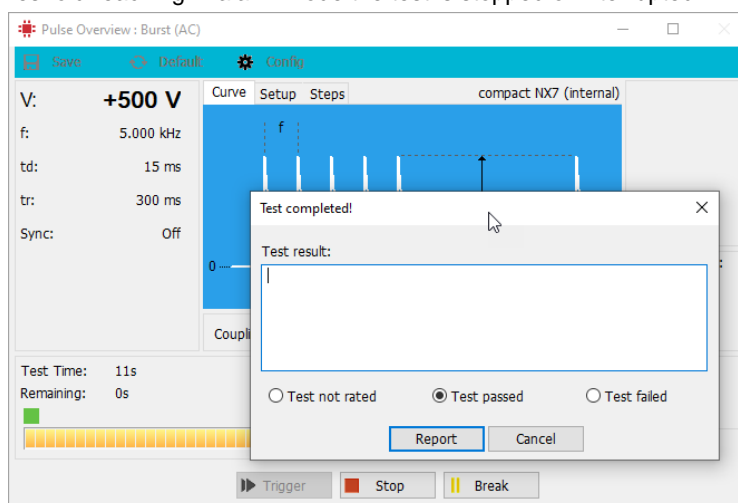 Pulse Overview : Burst (AC)
Save Default Config
V: +500 V
Curve Setup Steps compact NX7 (internal)
f: 5.000 kHz
f
td: 15 ms
tr: 300 ms
Test completed!
Sync: Off
Test result:
0
Test Time: 11s
Remaining: 0s
Test not rated Test passed Test failed
Report Cancel
Trigger Stop Break